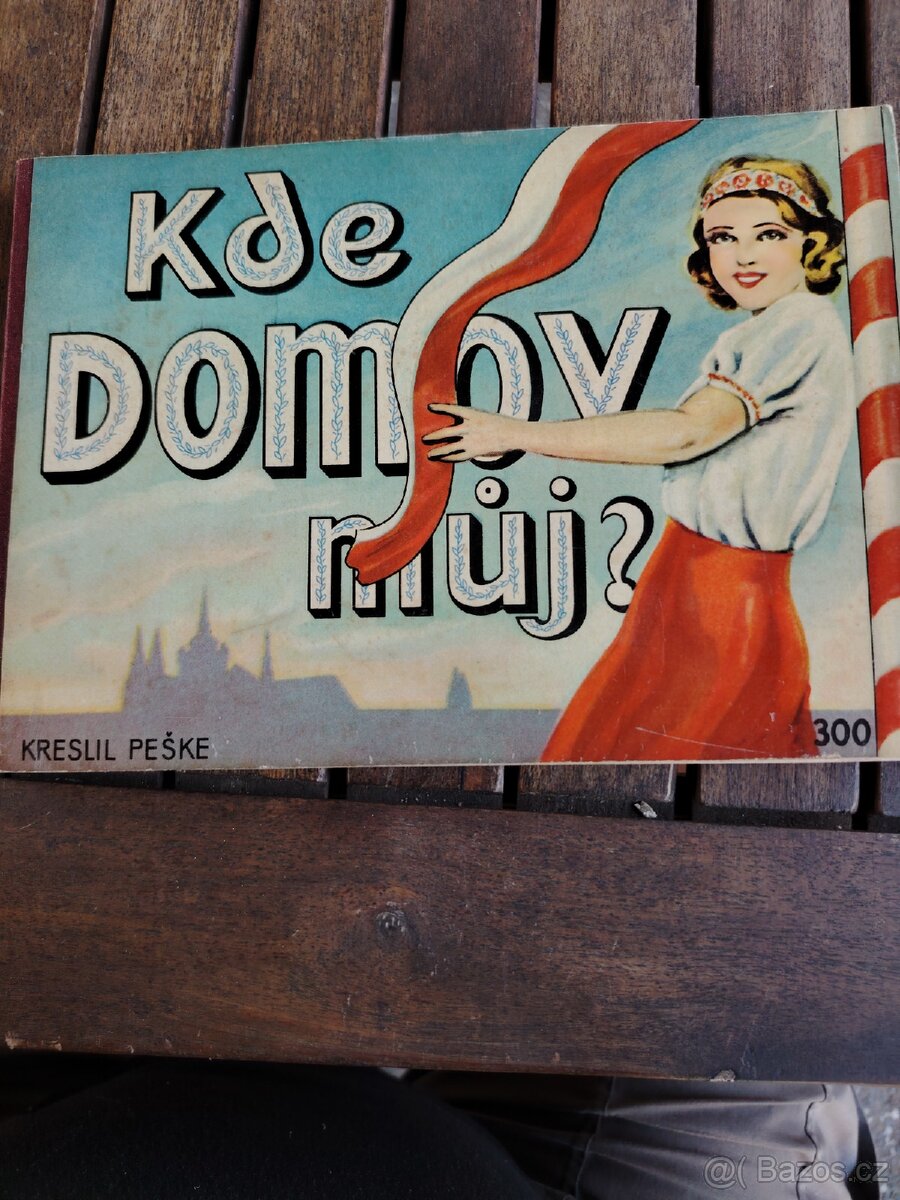 Kde
DOMOV
můj?
KRESLIL PEŠKE
300
@( Bazos.cz